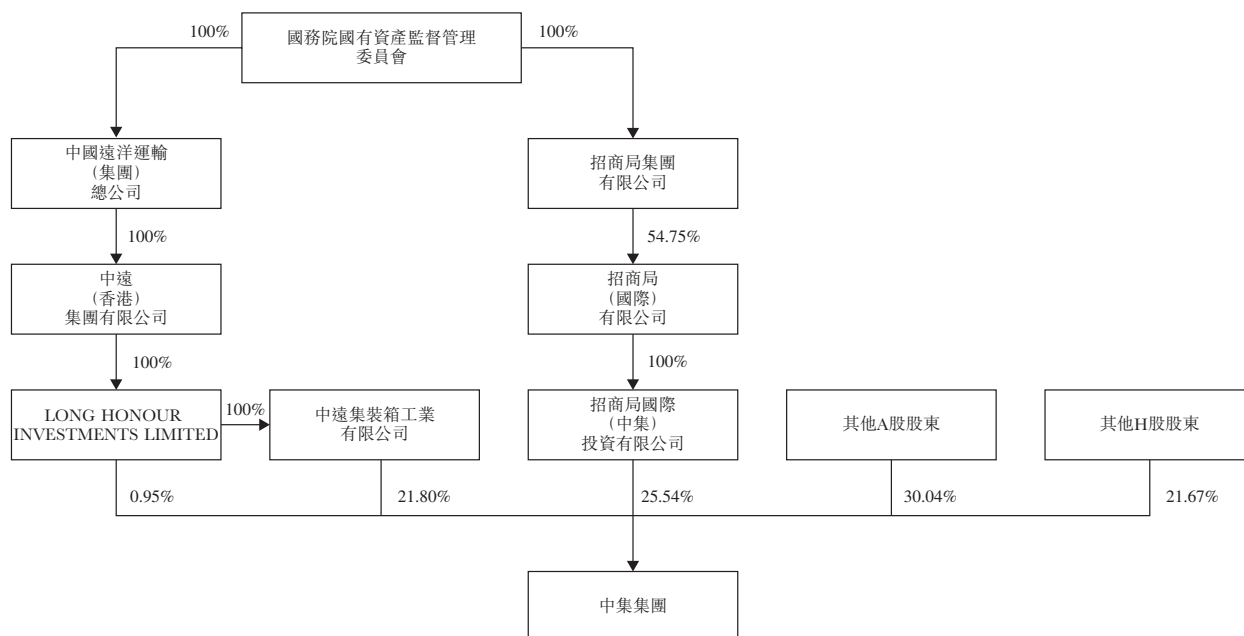 國務院國有資產監督管理
委員會
100%
100%
中國遠洋運輸
（集團）
總公司
招商局集團
有限公司
100%
54.75%
中遠
（香港）
集團有限公司
招商局
（國際）
有限公司
100%
100%
LONG HONOUR
INVESTMENTS LIMITED
100%
中遠集裝箱工業
有限公司
招商局國際
（中集）
投資有限公司
其他A股股東
其他H股股東
0.95%
21.80%
25.54%
30.04%
21.67%
中集集團